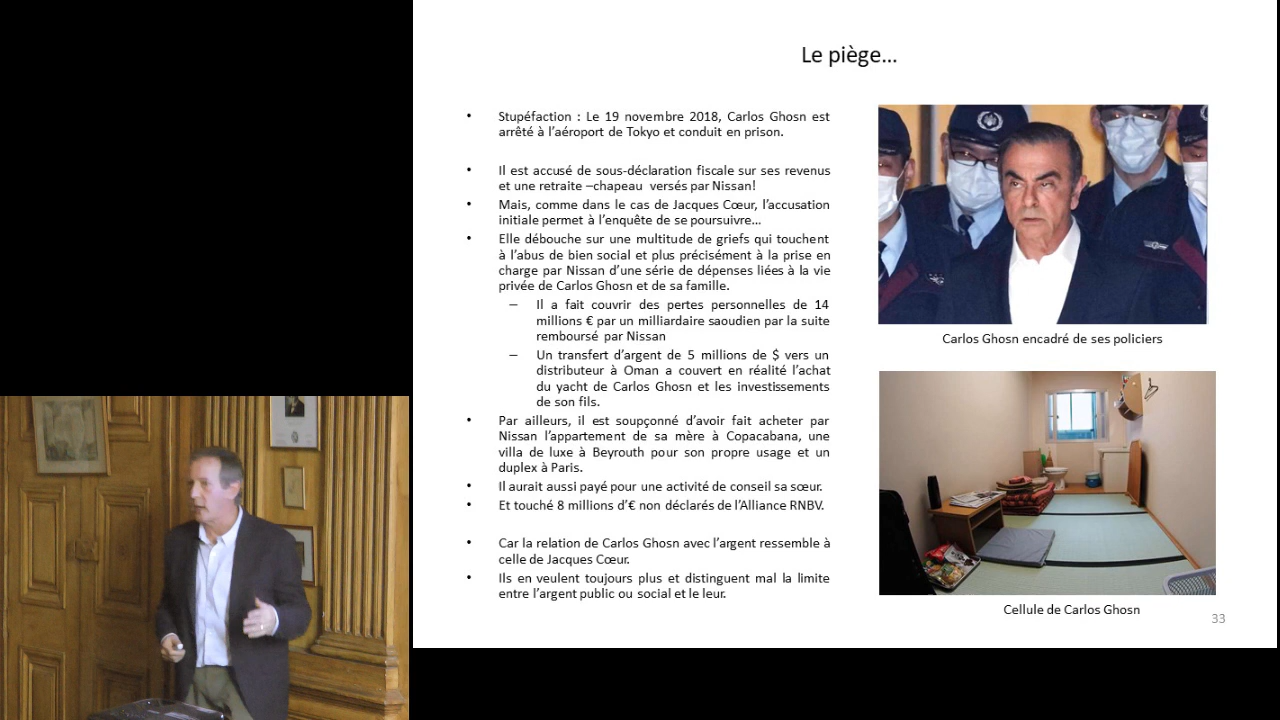 Le piège...
• Stupéfaction : Le 19 novembre 2018, Carlos Ghosn est
arrêté à l'aéroport de Tokyo et conduit en prison.
• Il est accusé de sous-déclaration fiscale sur ses revenus
et une retraite –chapeau versés par Nissan!
• Mais, comme dans le cas de Jacques Cœur, l'accusation
initiale permet à l'enquête de se poursuivre...
• Elle débouche sur une multitude de griefs qui touchent
à l'abus de bien social et plus précisément à la prise en
charge par Nissan d'une série de dépenses liées à la vie
privée de Carlos Ghosn et de sa famille.
– Il a fait couvrir des pertes personnelles de 14
millions € par un milliardaire saoudien par la suite
remboursé par Nissan
– Un transfert d'argent de 5 millions de $ vers un
distributeur à Oman a couvert en réalité l'achat
du yacht de Carlos Ghosn et les investissements
de son fils.
• Par ailleurs, il est soupçonné d'avoir fait acheter par
Nissan l'appartement de sa mère à Copacabana, une
villa de luxe à Beyrouth pour son propre usage et un
duplex à Paris.
• Il aurait aussi payé pour une activité de conseil sa sœur.
• Et touché 8 millions d'€ non déclarés de l'Alliance RNBV.
• Car la relation de Carlos Ghosn avec l'argent ressemble à
celle de Jacques Cœur.
• Ils en veulent toujours plus et distinguent mal la limite
entre l'argent public ou social et le leur.
Carlos Ghosn encadré de ses policiers
Cellule de Carlos Ghosn
33